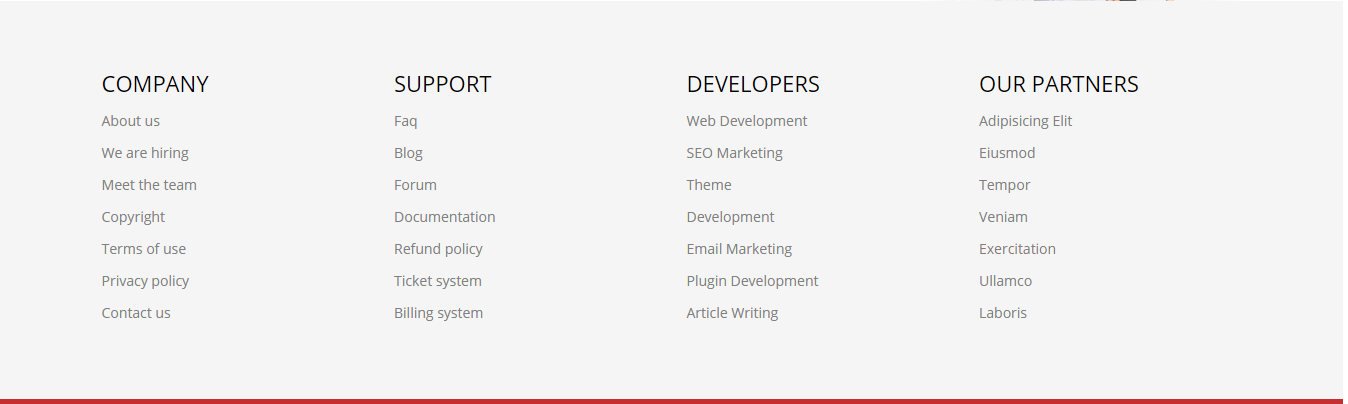 COMPANY
About us
We are hiring
Meet the team
Copyright
Terms of use
Privacy policy
Contact us
SUPPORT
Faq
Blog
Forum
Documentation
Refund policy
Ticket system
Billing system
DEVELOPERS
Web Development
SEO Marketing
Theme
Development
Email Marketing
Plugin Development
Article Writing
OUR PARTNERS
Adipisicing Elit
Eiusmod
Tempor
Veniam
Exercitation
Ullamco
Laboris